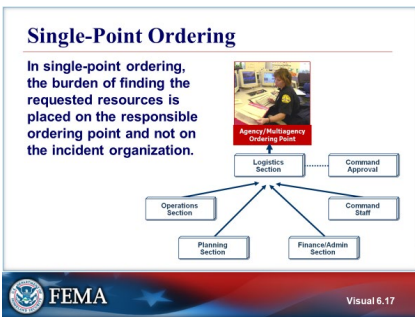 Single-Point Ordering
In single-point ordering,
the burden of finding the
requested resources is
placed on the responsible
ordering point and not on
the incident organization.
Agency/Multiagency
Ordering Point
Logistics
Section
Command
Approval
Operations
Section
Command
Staff
Planning
Section
Finance/Admin
Section
FEMA
Visual 6.17